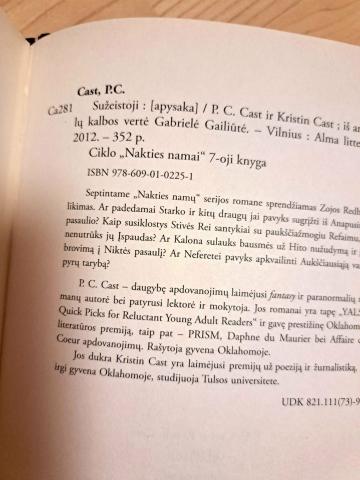 Cast, P.C.
Ca281 Sužeistoji : [apysaka] / P. C. Cast ir Kristin Cast ; iš an
lų kalbos vertė Gabrielė Gailiūtė. – Vilnius : Alma litte
2012. – 352 p.
Ciklo „Nakties namai“ 7-oji knyga
ISBN 978-609-01-0225-1
Septintame „Nakties namų“ serijos romane sprendžiamas Zojos Redb
likimas. Ar padedamai Starko ir kitų draugų jai pavyks sugrįžti iš Anapusin
pasaulio? Kaip susiklostys Stivės Rei santykiai su paukščiažmogiu Refaimu,
nenutrūks jų Įspaudas? Ar Kalona sulauks bausmės už Hito nužudymą ir
brovimą į Niktės pasaulį? Ar Neferetei pavyks apkvailinti Aukščiausiąją va
pyrų tarybą?
P. C. Cast – daugybę apdovanojimų laimėjusi fantasy ir paranormalių r
manų autorė bei patyrusi lektorė ir mokytoja. Jos romanai yra tapę „YALS
Quick Picks for Reluctant Young Adult Readers“ ir gavę prestižinę Oklahom
literatūros premiją, taip pat – PRISM, Daphne du Maurier bei Affaire d
Coeur apdovanojimų. Rašytoja gyvena Oklahomoje.
Jos dukra Kristin Cast yra laimėjusi premijų už poeziją ir žurnalistiką.
irgi gyvena Oklahomoje, studijuoja Tulsos universitete.
UDK 821.111(73)-9